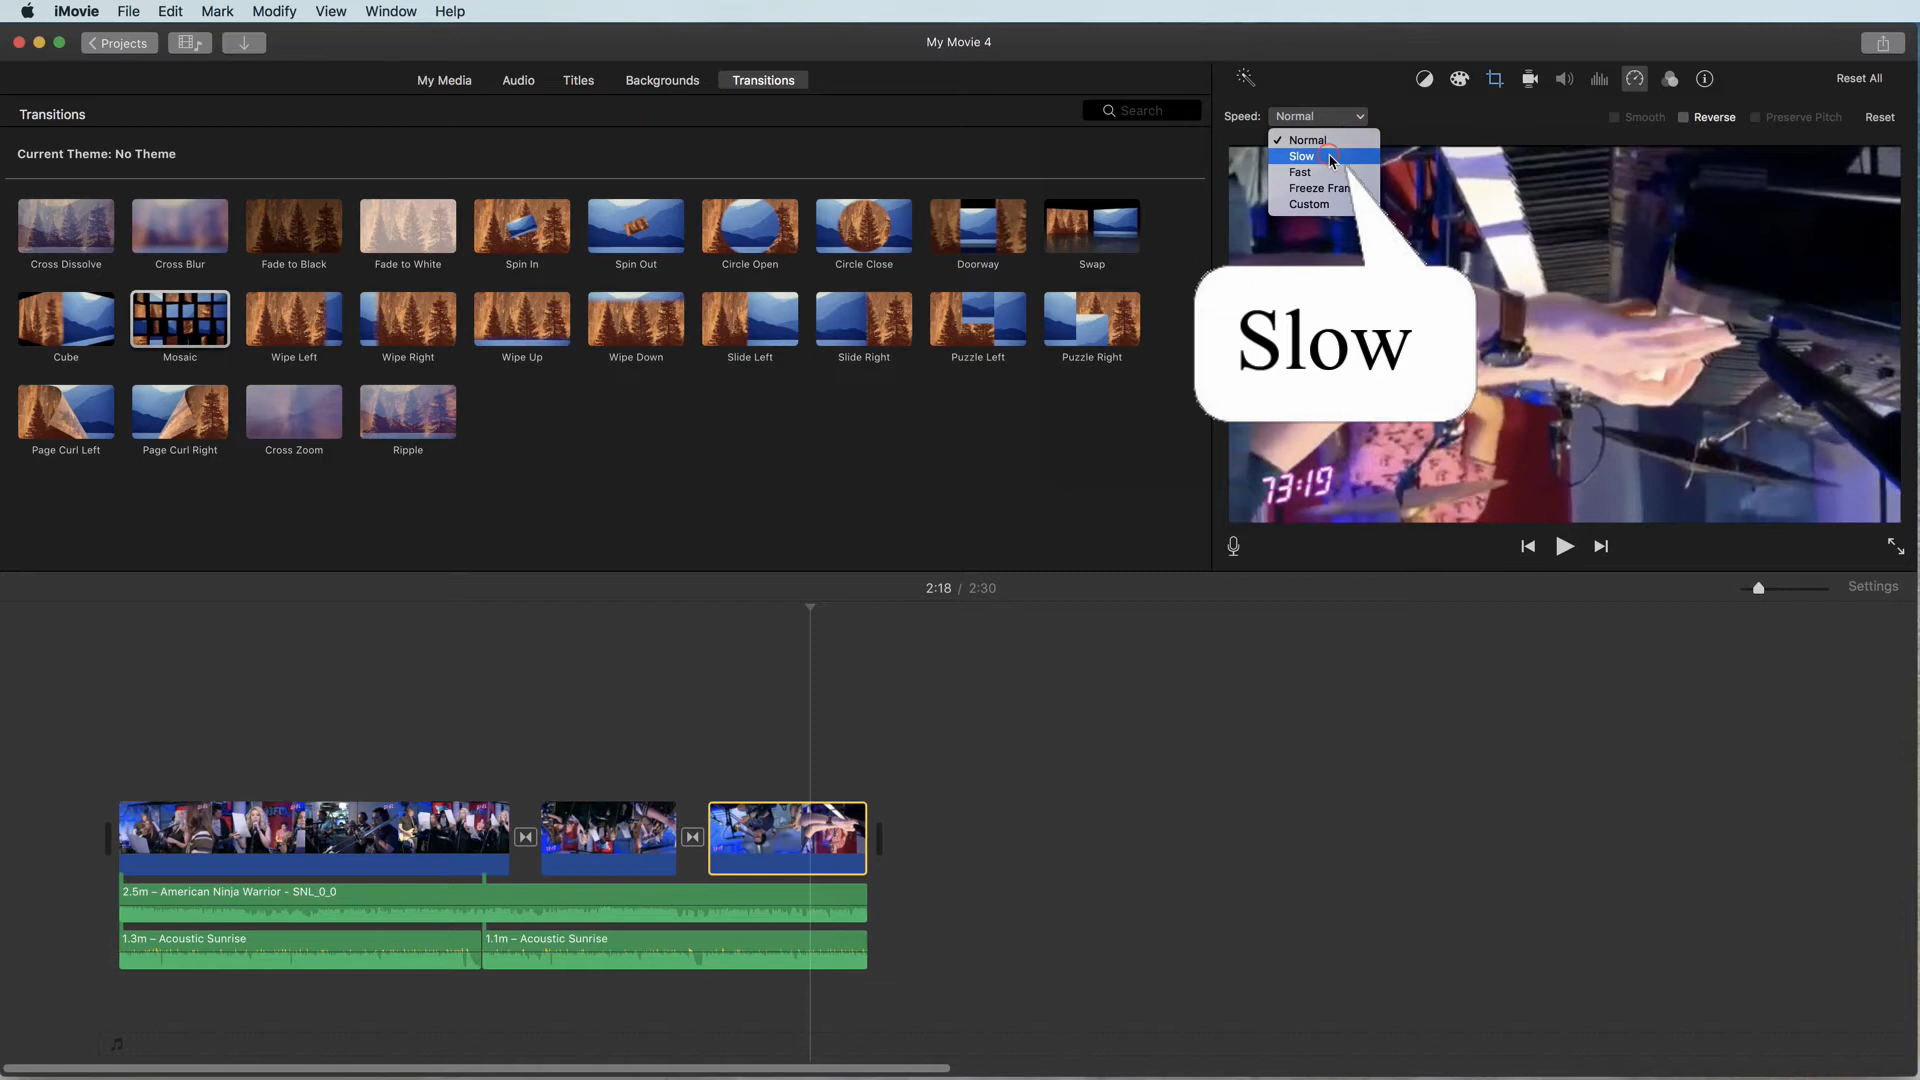 iMovie File Edit Mark Modify View Window Help
Projects
My Movie 4
My Media Audio Titles Backgrounds Transitions
Reset All
Transitions
Search
Speed: Normal
Smooth Reverse Preserve Pitch Reset
Normal
Slow
Fast
Freeze Fran
Custom
Current Theme: No Theme
Cross Dissolve Cross Blur Fade to Black Fade to White Spin In Spin Out Circle Open Circle Close Doorway Swap
Slow
Cube Mosaic Wipe Left Wipe Right Wipe Up Wipe Down Slide Left Slide Right Puzzle Left Puzzle Right
Page Curl Left Page Curl Right Cross Zoom Ripple
73:19
2:18 / 2:30
Settings
2.5m – American Ninja Warrior - SNL_0_0
1.3m – Acoustic Sunrise
1.1m – Acoustic Sunrise